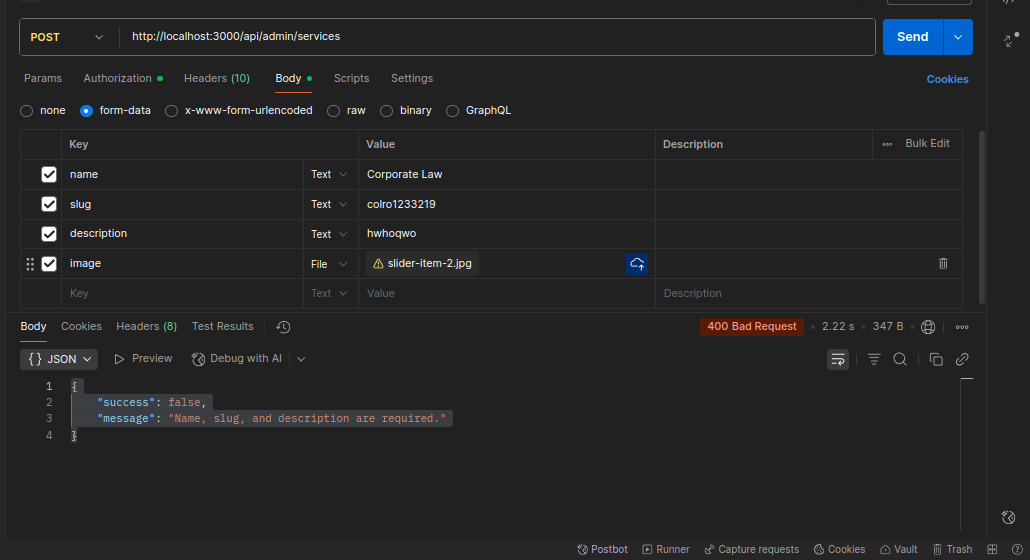 POST http://localhost:3000/api/admin/services Send
Params Authorization Headers (10) Body Scripts Settings Cookies
none form-data x-www-form-urlencoded raw binary GraphQL
Key Value Description Bulk Edit
name Text Corporate Law
slug Text colro1233219
description Text hwhoqwo
image File slider-item-2.jpg
Key Text Value Description
Body Cookies Headers (8) Test Results 400 Bad Request • 2.22 s • 347 B
{} JSON Preview Debug with AI
1 {
2 "success": false,
3 "message": "Name, slug, and description are required."
4 }
Postbot Runner Capture requests Cookies Vault Trash